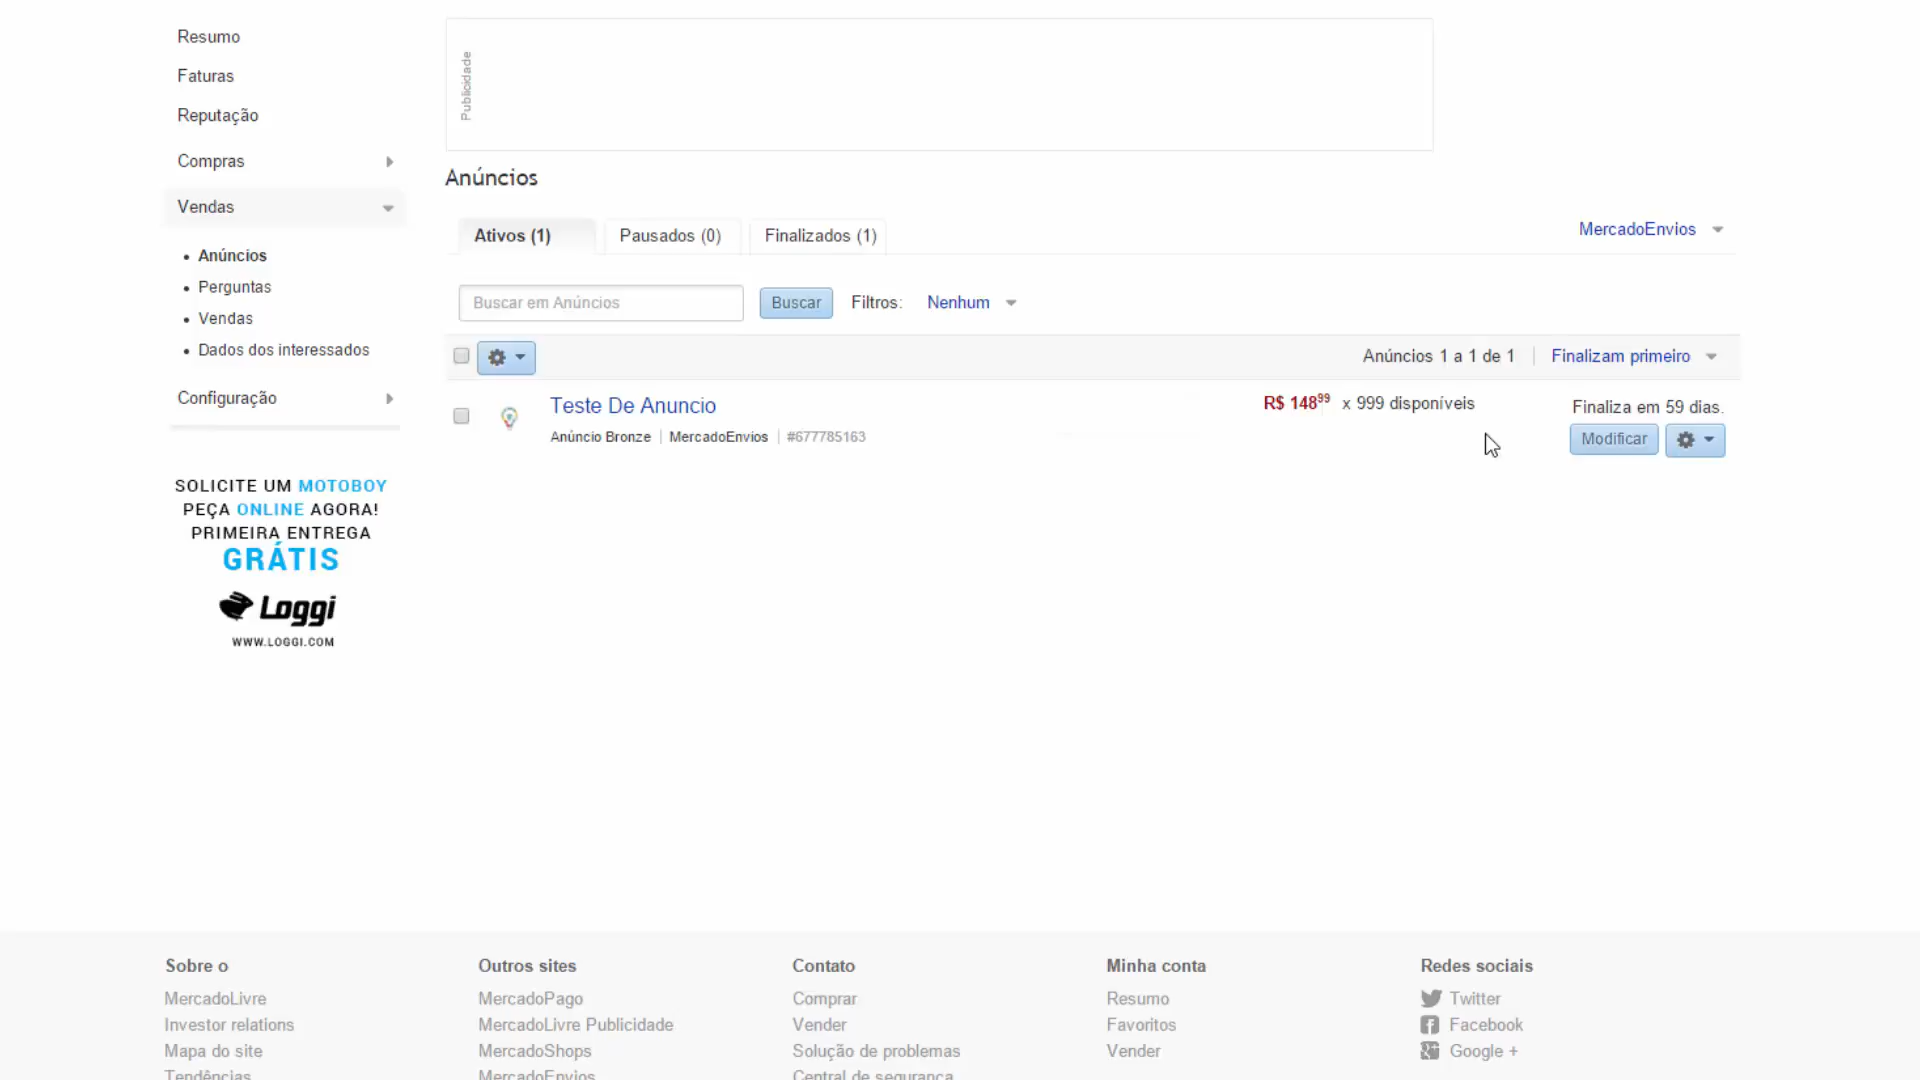 Resumo
Faturas
Reputação
Compras
Vendas
Anúncios
Perguntas
Vendas
Dados dos interessados
Configuração
SOLICITE UM MOTOBOY
PEÇA ONLINE AGORA!
PRIMEIRA ENTREGA
GRÁTIS
Loggi
WWW.LOGGI.COM
Publicidade
Anúncios
Ativos (1)
Pausados (0)
Finalizados (1)
MercadoEnvios
Buscar em Anúncios
Buscar
Filtros:
Nenhum
Anúncios 1 a 1 de 1
Finalizam primeiro
Teste De Anuncio
R$ 148⁹⁹ x 999 disponíveis
Finaliza em 59 dias.
Anúncio Bronze | MercadoEnvios | #677785163
Modificar
Sobre o
MercadoLivre
Investor relations
Mapa do site
Tendências
Outros sites
MercadoPago
MercadoLivre Publicidade
MercadoShops
MercadoEnvios
Contato
Comprar
Vender
Solução de problemas
Central de segurança
Minha conta
Resumo
Favoritos
Vender
Redes sociais
Twitter
Facebook
Google +